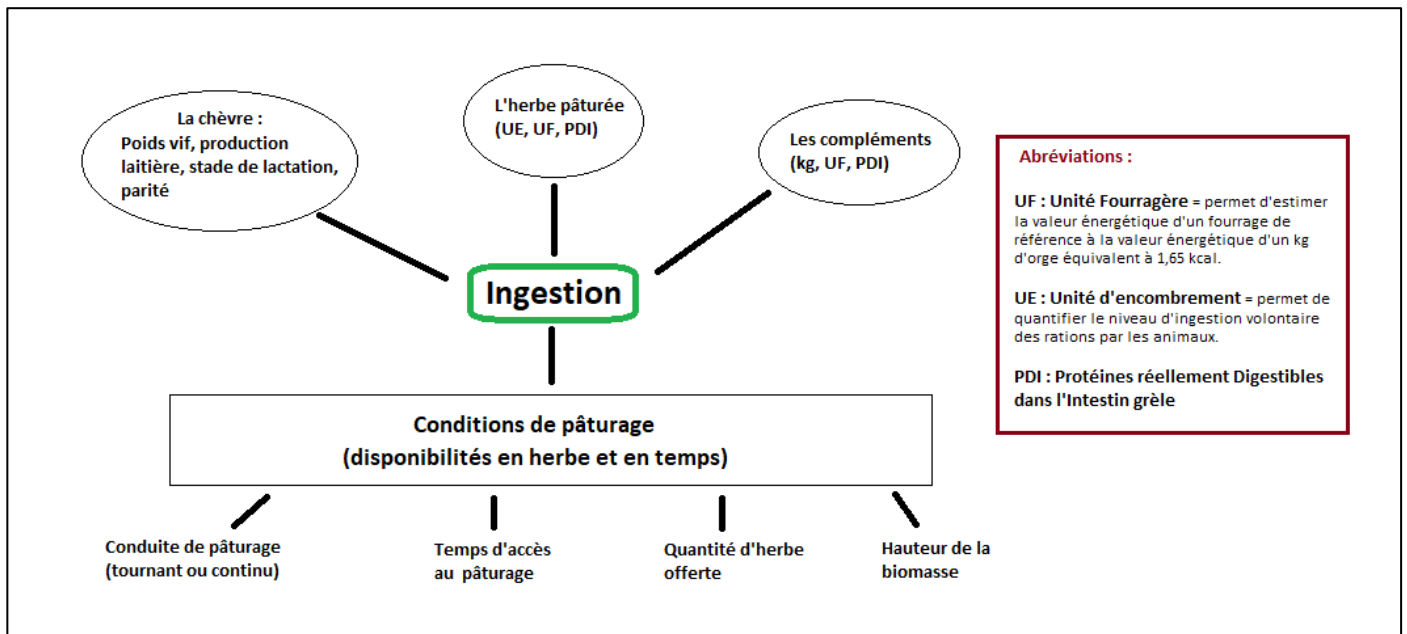 La chèvre :
Poids vif, production
laitière, stade de lactation,
parité
L'herbe pâturée
(UE, UF, PDI)
Les compléments
(kg, UF, PDI)
Ingestion
Conditions de pâturage
(disponibilités en herbe et en temps)
Conduite de pâturage
(tournant ou continu)
Temps d'accès
au pâturage
Quantité d'herbe
offerte
Hauteur de la
biomasse
Abréviations :
UF : Unité Fourragère = permet d'estimer
la valeur énergétique d'un fourrage de
référence à la valeur énergétique d'un kg
d'orge équivalent à 1,65 kcal.
UE : Unité d'encombrement = permet de
quantifier le niveau d'ingestion volontaire
des rations par les animaux.
PDI : Protéines réellement Digestibles
dans l'Intestin grèle